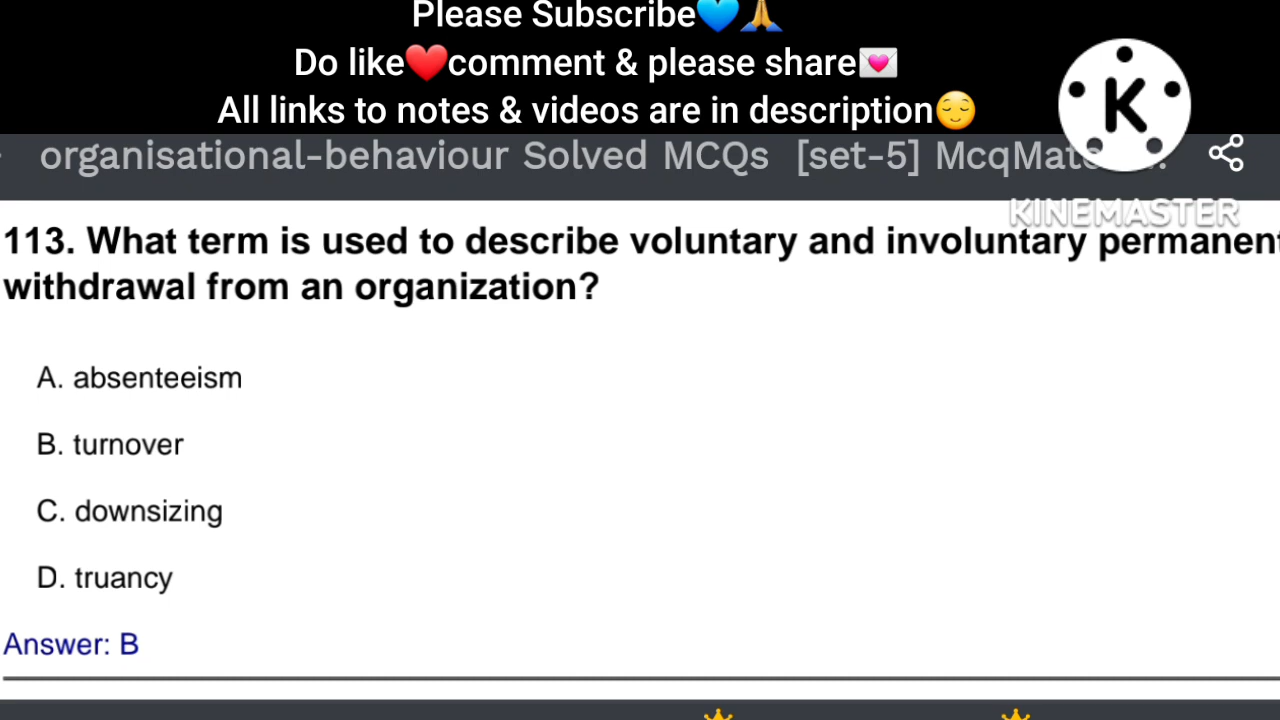 Please Subscribe💙🙏
Do like❤️comment & please share💌
All links to notes & videos are in description😌
K
organisational-behaviour Solved MCQs [set-5]
KINEMASTER
113. What term is used to describe voluntary and involuntary permanent
withdrawal from an organization?
A. absenteeism
B. turnover
C. downsizing
D. truancy
Answer: B